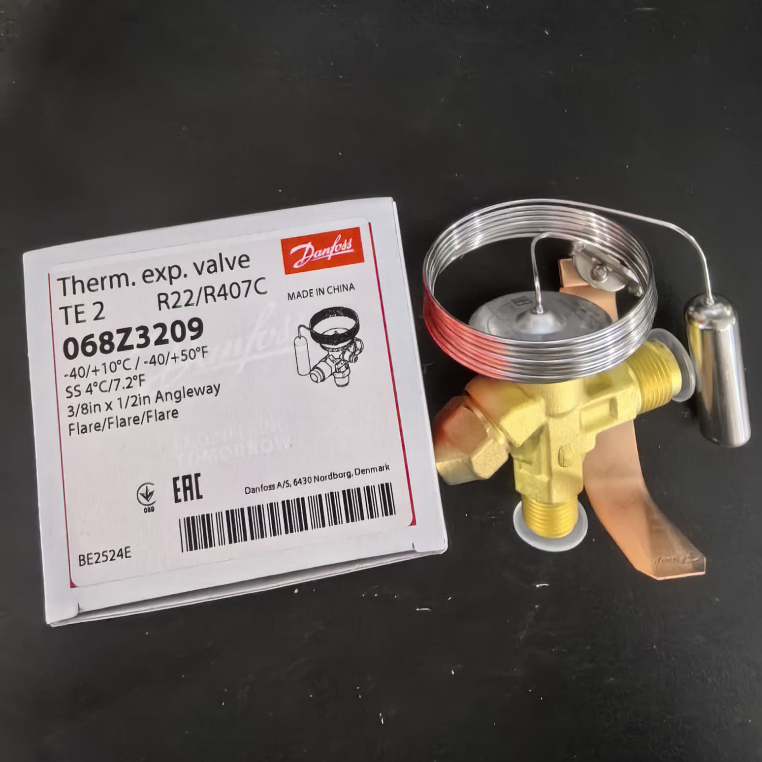 Therm. exp. valve
Danfoss
TE 2 R22/R407C
MADE IN CHINA
068Z3209
-40/+10°C / -40/+50°F
SS 4°C/7.2°F
3/8in x 1/2in Angleway
Flare/Flare/Flare
TOMORROW
EAC
Danfoss A/S, 6430 Nordborg, Denmark
BE2524E